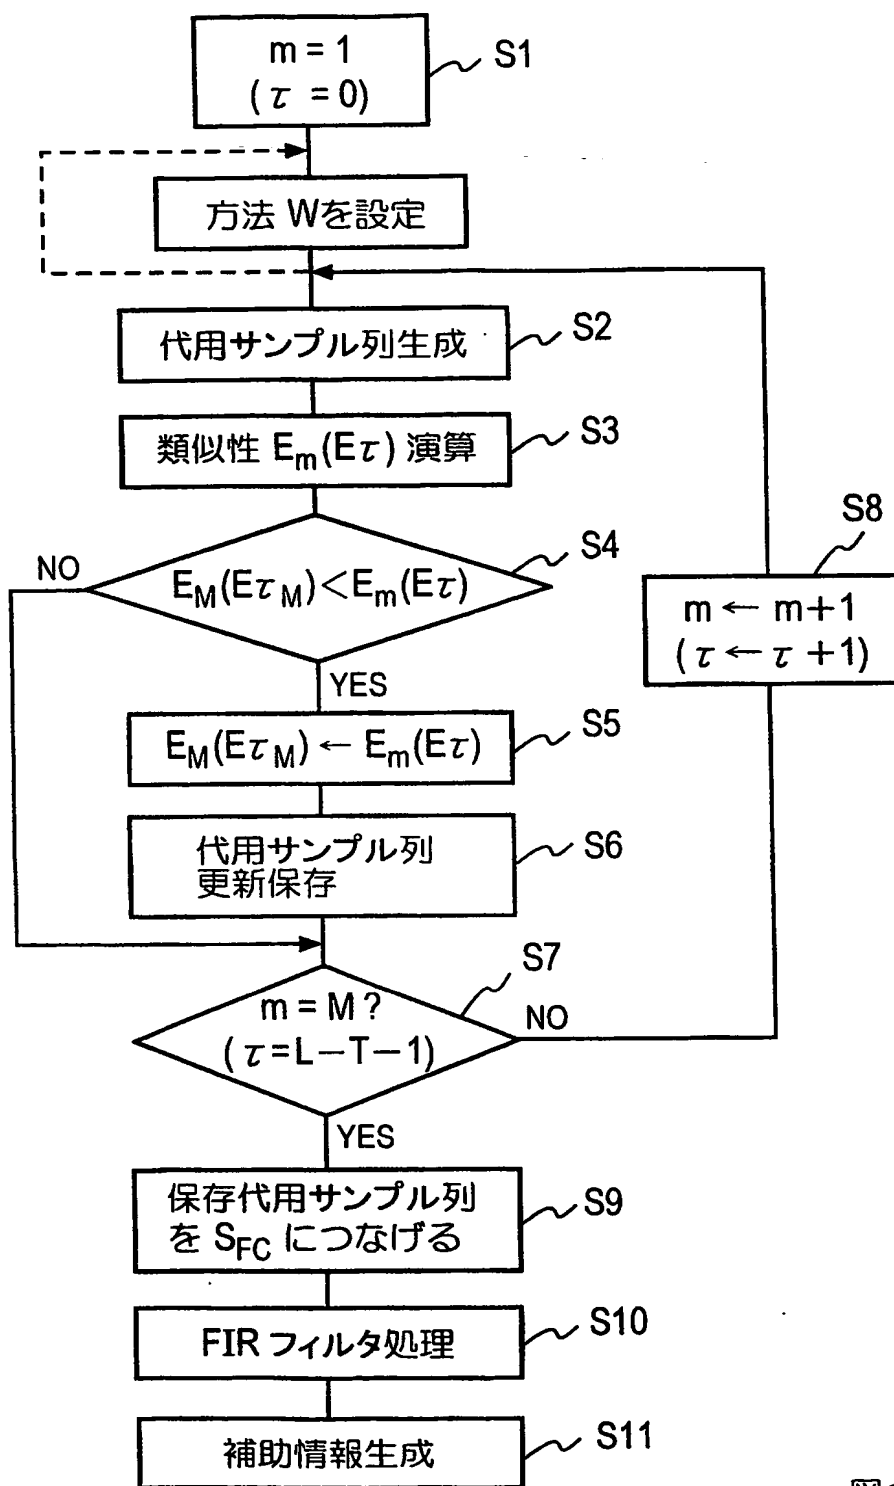 m = 1
( τ = 0)
S1
方法 Wを設定
代用サンプル列生成
S2
類似性 Em(Eτ) 演算
S3
S4
NO
EM(EτM)<Em(Eτ)
YES
S8
m ← m+1
( τ ← τ +1)
EM(EτM) ← Em(Eτ)
S5
代用サンプル列
更新保存
S6
S7
m = M ?
( τ=L−T−1)
NO
YES
保存代用サンプル列
を SFC につなげる
S9
FIR フィルタ処理
S10
補助情報生成
S11